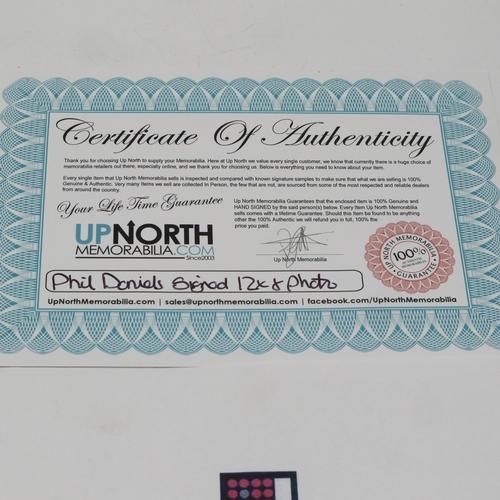 Certificate Of Authenticity
Thank you for choosing Up North to supply your Memorabilia. Here at Up North we value every single customer, we know that currently there is a huge choice of
memorabilia retailers out there, especially online, and we thank you for choosing us. Below is everything you need to know about your item.
Every single item that Up North Memorabilia sells is inspected and compared with known signature samples to make sure that what we are selling is 100%
Genuine & Authentic. Very many items we sell are collected In Person, the few that are not, are sourced from some of the most respected and reliable dealers
from around the country.
Your Life Time Guarantee
Up North Memorabilia Guarantees that the enclosed item is 100% Genuine and
HAND SIGNED by the said person(s) below. Every Item Up North Memorabilia
sells comes with a lifetime Guarantee. Should this Item be found to be anything
other the 100% Authentic we will refund you in full, 100% the
price you paid.
UPNORTH
MEMORABILIA.COM
Since2003
Up North Memorabilia
UP NORTH MEMORABILIA
100%
GUARANTEE
Phil Daniels Signed 12x8 photo
UpNorthMemorabilia.com | sales@upnorthmemorabilia.com | facebook.com/UpNorthMemorabilia